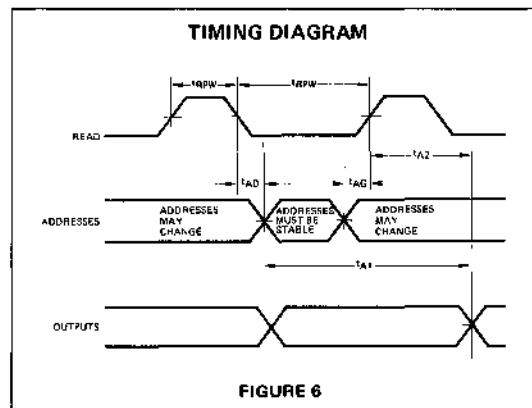 TIMING DIAGRAM
tRPW
tRPW
READ
tA2
tAD
tAG
ADDRESSES
ADDRESSES
MAY
CHANGE
ADDRESSES
MUST BE
STABLE
ADDRESSES
MAY
CHANGE
tA1
OUTPUTS
FIGURE 6